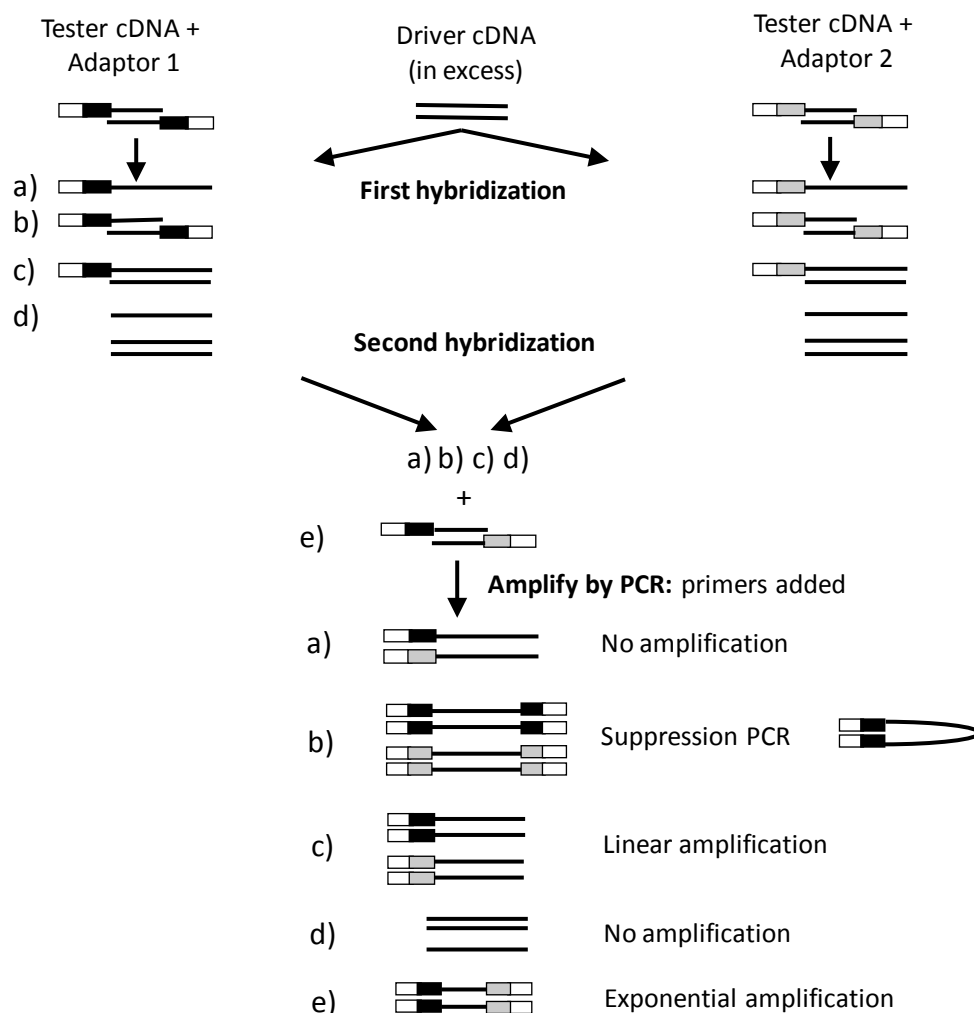 Tester cDNA +
Adaptor 1
Driver cDNA
(in excess)
Tester cDNA +
Adaptor 2
First hybridization
a)
b)
c)
d)
Second hybridization
a) b) c) d)
+
e)
Amplify by PCR: primers added
a)
No amplification
b)
Suppression PCR
c)
Linear amplification
d)
No amplification
e)
Exponential amplification